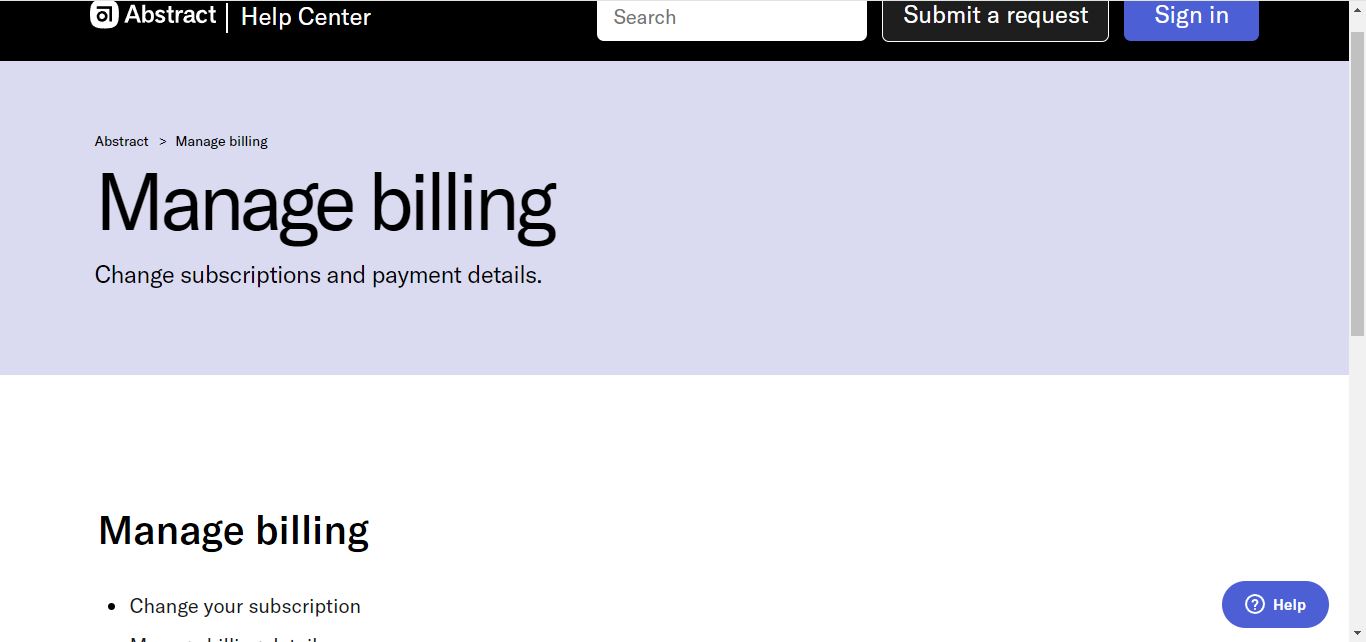 Abstract | Help Center
Search
Submit a request
Sign in
Abstract > Manage billing
Manage billing
Change subscriptions and payment details.
Manage billing
• Change your subscription
Help